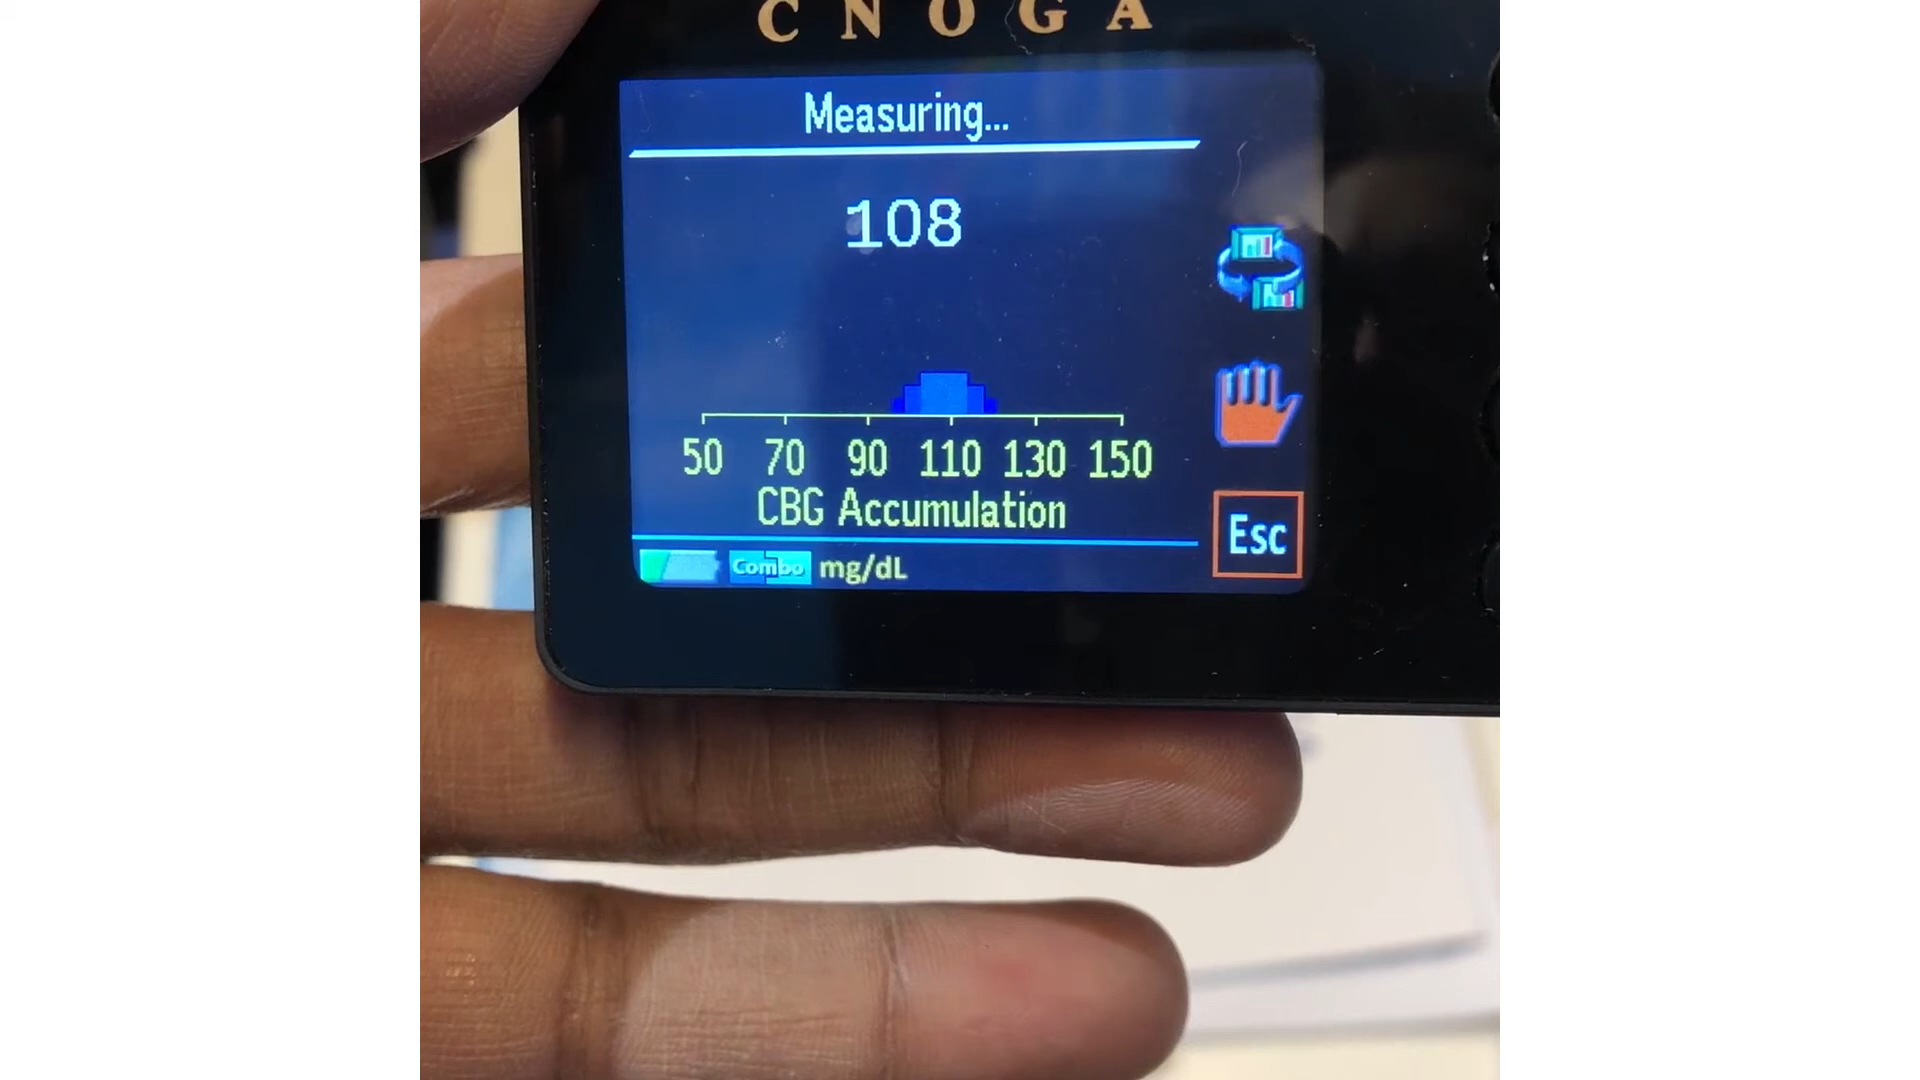 CNOGA
Measuring...
108
50 70 90 110 130 150
CBG Accumulation
Esc
Combo mg/dL